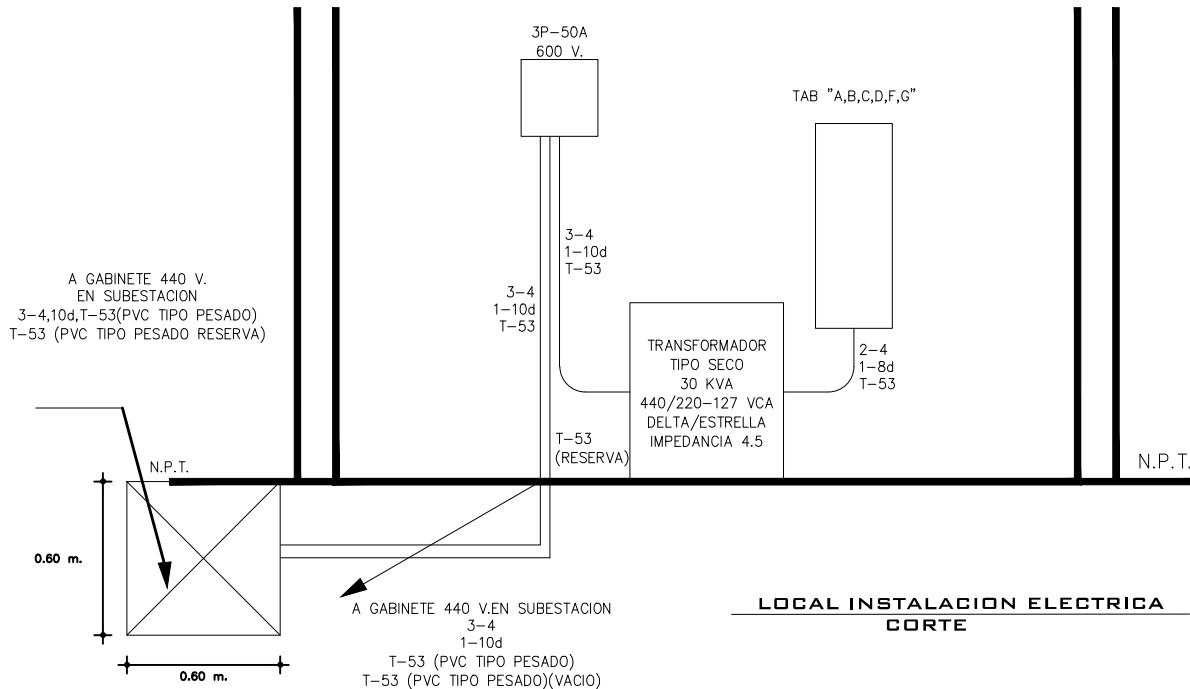 3P-50A
600 V.
TAB "A,B,C,D,F,G"
3-4
1-10d
T-53
A GABINETE 440 V.
EN SUBESTACION
3-4,10d,T-53(PVC TIPO PESADO)
T-53 (PVC TIPO PESADO RESERVA)
3-4
1-10d
T-53
TRANSFORMADOR
TIPO SECO
30 KVA
440/220-127 VCA
DELTA/ESTRELLA
IMPEDANCIA 4.5
2-4
1-8d
T-53
T-53
(RESERVA)
N.P.T.
N.P.T.
0.60 m.
0.60 m.
A GABINETE 440 V.EN SUBESTACION
3-4
1-10d
T-53 (PVC TIPO PESADO)
T-53 (PVC TIPO PESADO)(VACIO)
LOCAL INSTALACION ELECTRICA
CORTE